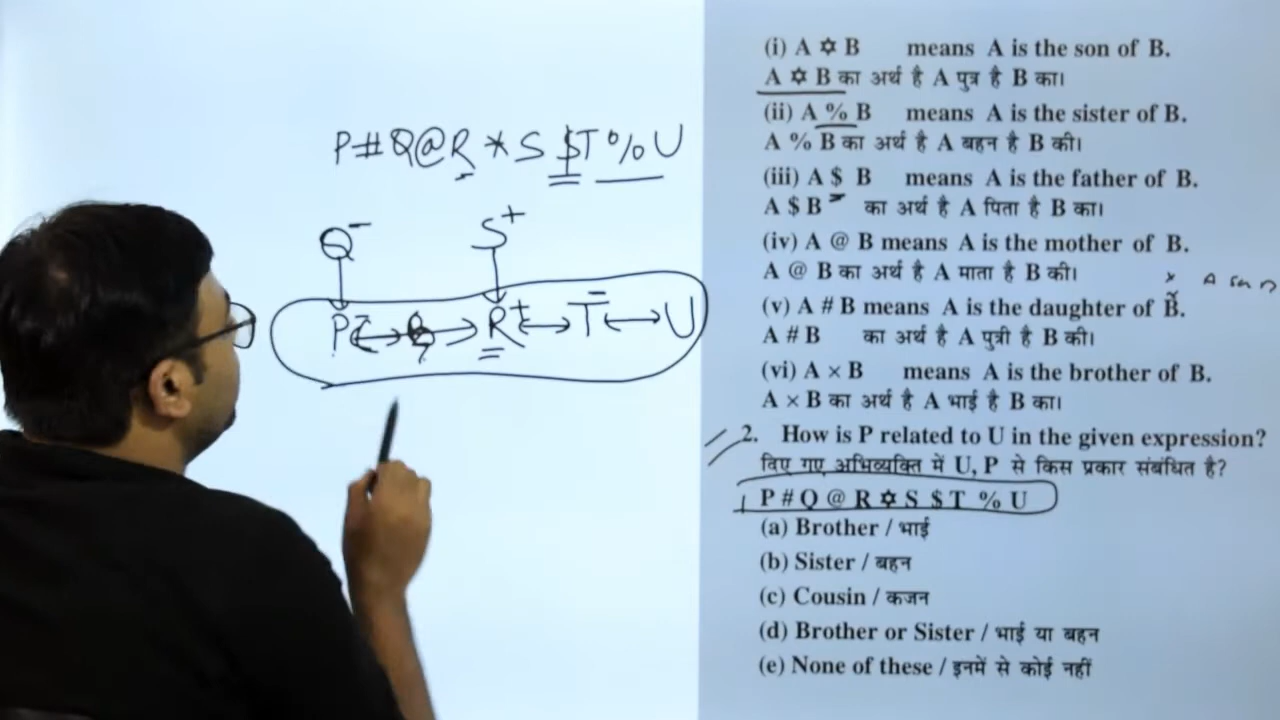 P#Q@R*S$T%U
Q⁻ S⁺
P⁻ R⁺ T⁻ U
(i) A ✡ B means A is the son of B.
A ✡ B का अर्थ है A पुत्र है B का।
(ii) A % B means A is the sister of B.
A % B का अर्थ है A बहन है B की।
(iii) A $ B means A is the father of B.
A $ B का अर्थ है A पिता है B का।
(iv) A @ B means A is the mother of B.
A @ B का अर्थ है A माता है B की।
(v) A # B means A is the daughter of B.
A # B का अर्थ है A पुत्री है B की।
(vi) A × B means A is the brother of B.
A × B का अर्थ है A भाई है B का।
2. How is P related to U in the given expression?
दिए गए अभिव्यक्ति में U, P से किस प्रकार संबंधित है?
P # Q @ R ✡ S $ T % U
(a) Brother / भाई
(b) Sister / बहन
(c) Cousin / कजन
(d) Brother or Sister / भाई या बहन
(e) None of these / इनमें से कोई नहीं